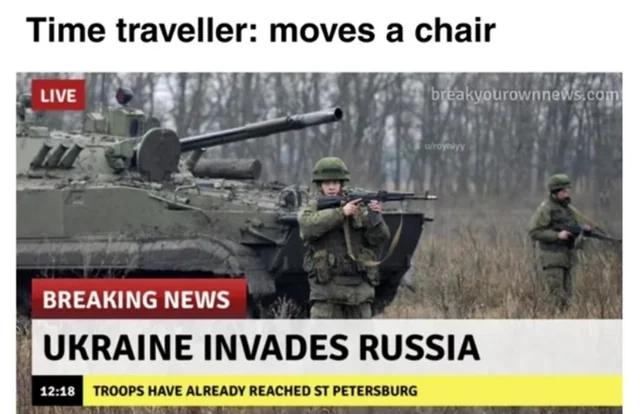 Time traveller: moves a chair
LIVE
breakyourownnews.com
BREAKING NEWS
UKRAINE INVADES RUSSIA
12:18 TROOPS HAVE ALREADY REACHED ST PETERSBURG